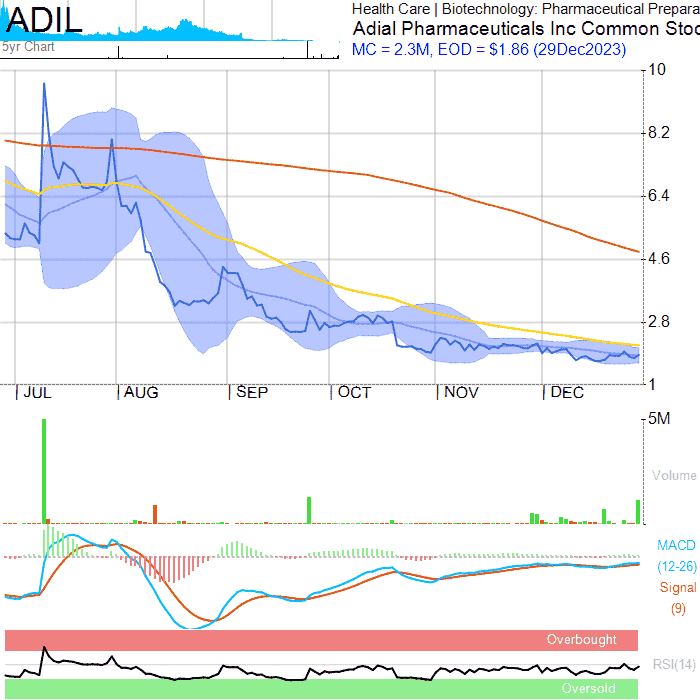 ADIL
5yr Chart
Health Care | Biotechnology: Pharmaceutical Prepara
Adial Pharmaceuticals Inc Common Stoc
MC = 2.3M, EOD = $1.86 (29Dec2023)
10
8.2
6.4
4.6
2.8
1
JUL AUG SEP OCT NOV DEC
5M
Volume
MACD
(12-26)
Signal
(9)
Overbought
RSI(14)
Oversold